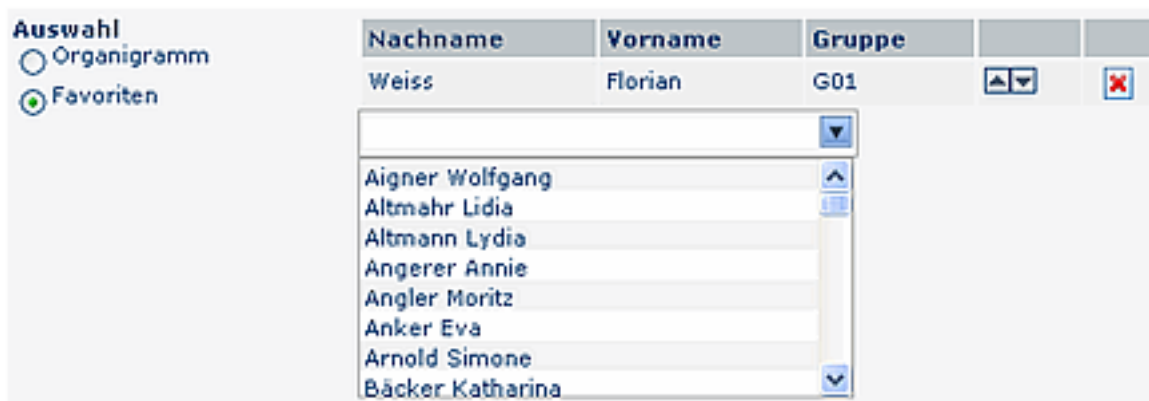 Auswahl
Organigramm
Favoriten
Nachname Vorname Gruppe
Weiss Florian G01
Aigner Wolfgang
Altmahr Lidia
Altmann Lydia
Angerer Annie
Angler Moritz
Anker Eva
Arnold Simone
Bäcker Katharina